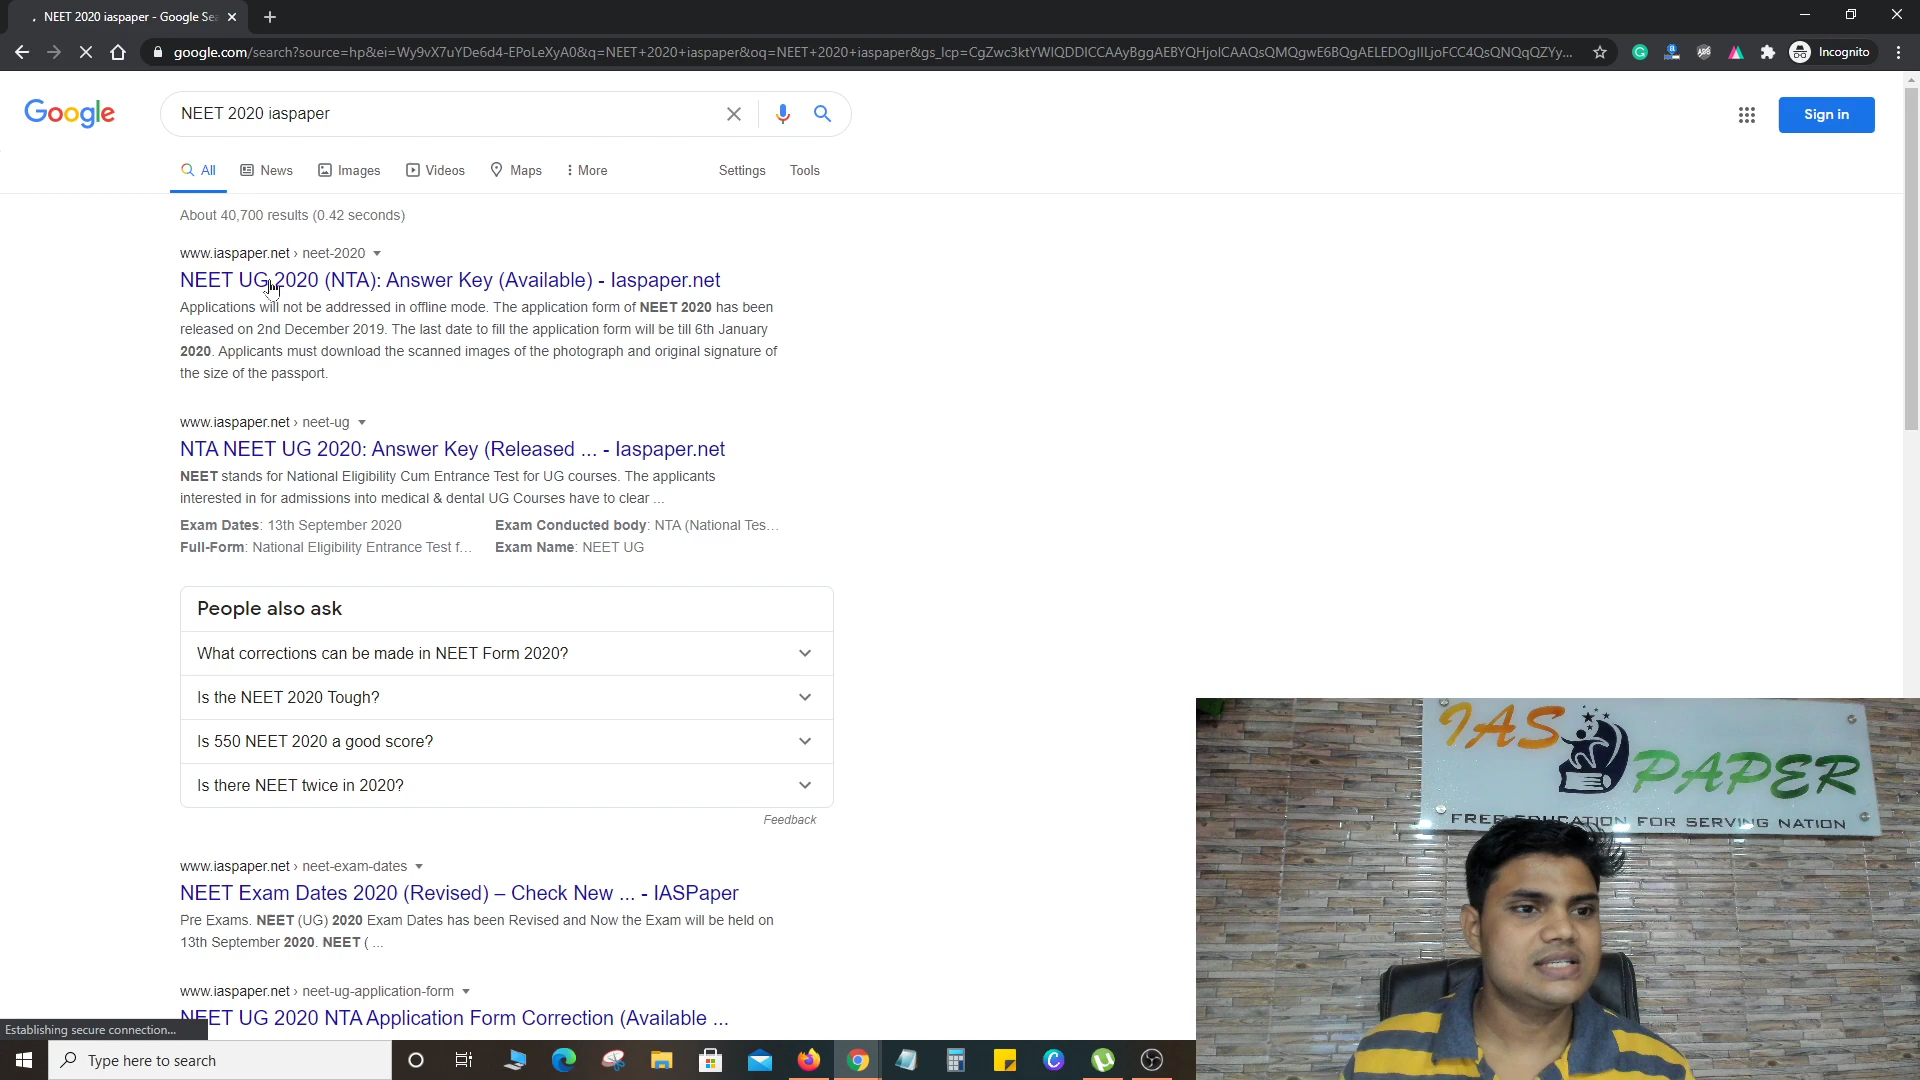 NEET 2020 iaspaper - Google Sea
google.com/search?source=hp&ei=Wy9vX7uYDe6d4-EPoLeXyA0&q=NEET+2020+iaspaper&oq=NEET+2020+iaspaper&gs_lcp=CgZwc3ktYWIQDDICCAAyBggAEBYQHjoICAAQsQMQgwE6BQgAELEDOgIILjoFCC4QsQNQqQZYy...
Incognito
Google
NEET 2020 iaspaper
Sign in
All
News
Images
Videos
Maps
More
Settings
Tools
About 40,700 results (0.42 seconds)
www.iaspaper.net › neet-2020
NEET UG 2020 (NTA): Answer Key (Available) - Iaspaper.net
Applications will not be addressed in offline mode. The application form of NEET 2020 has been
released on 2nd December 2019. The last date to fill the application form will be till 6th January
2020. Applicants must download the scanned images of the photograph and original signature of
the size of the passport.
www.iaspaper.net › neet-ug
NTA NEET UG 2020: Answer Key (Released ... - Iaspaper.net
NEET stands for National Eligibility Cum Entrance Test for UG courses. The applicants
interested in for admissions into medical & dental UG Courses have to clear ...
Exam Dates: 13th September 2020 Exam Conducted body: NTA (National Tes...
Full-Form: National Eligibility Entrance Test f... Exam Name: NEET UG
People also ask
What corrections can be made in NEET Form 2020?
Is the NEET 2020 Tough?
Is 550 NEET 2020 a good score?
Is there NEET twice in 2020?
Feedback
www.iaspaper.net › neet-exam-dates
NEET Exam Dates 2020 (Revised) – Check New ... - IASPaper
Pre Exams. NEET (UG) 2020 Exam Dates has been Revised and Now the Exam will be held on
13th September 2020. NEET ( ...
www.iaspaper.net › neet-ug-application-form
NEET UG 2020 NTA Application Form Correction (Available ...
Establishing secure connection...
Type here to search
IAS
PAPER
FREE EDUCATION FOR SERVING NATION